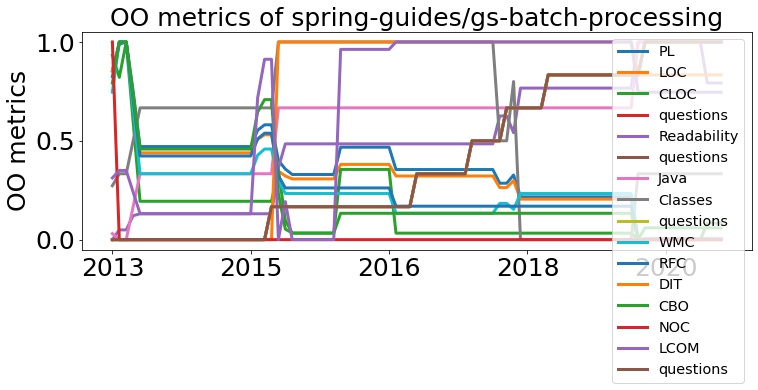 OO metrics of spring-guides/gs-batch-processing
OO metrics
1.0
0.5
0.0
2013
2015
2016
2018
2020
PL
LOC
CLOC
questions
Readability
questions
Java
Classes
questions
WMC
RFC
DIT
CBO
NOC
LCOM
questions